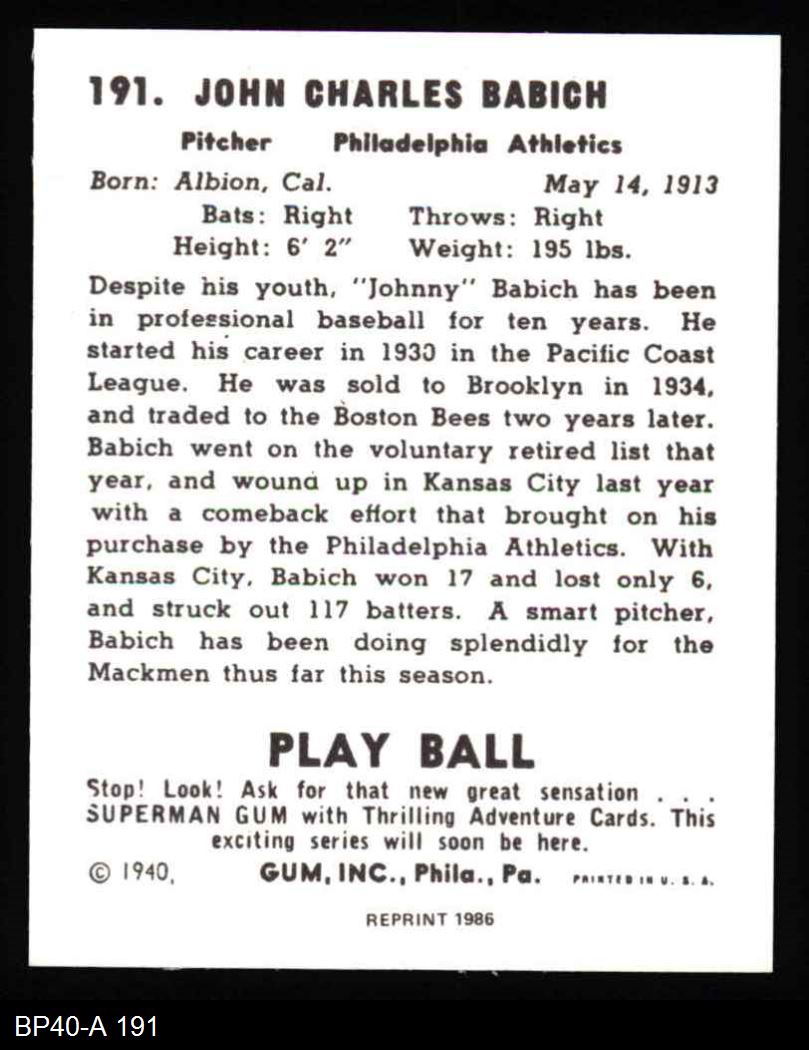 191. JOHN CHARLES BABICH
Pitcher Philadelphia Athletics
Born: Albion, Cal. May 14, 1913
Bats: Right Throws: Right
Height: 6' 2" Weight: 195 lbs.
Despite his youth, "Johnny" Babich has been
in professional baseball for ten years. He
started his career in 1930 in the Pacific Coast
League. He was sold to Brooklyn in 1934,
and traded to the Boston Bees two years later.
Babich went on the voluntary retired list that
year, and wound up in Kansas City last year
with a comeback effort that brought on his
purchase by the Philadelphia Athletics. With
Kansas City, Babich won 17 and lost only 6,
and struck out 117 batters. A smart pitcher,
Babich has been doing splendidly for the
Mackmen thus far this season.
PLAY BALL
Stop! Look! Ask for that new great sensation . . .
SUPERMAN GUM with Thrilling Adventure Cards. This
exciting series will soon be here.
© 1940, GUM, INC., Phila., Pa. PRINTED IN U. S. A.
REPRINT 1986
BP40-A 191